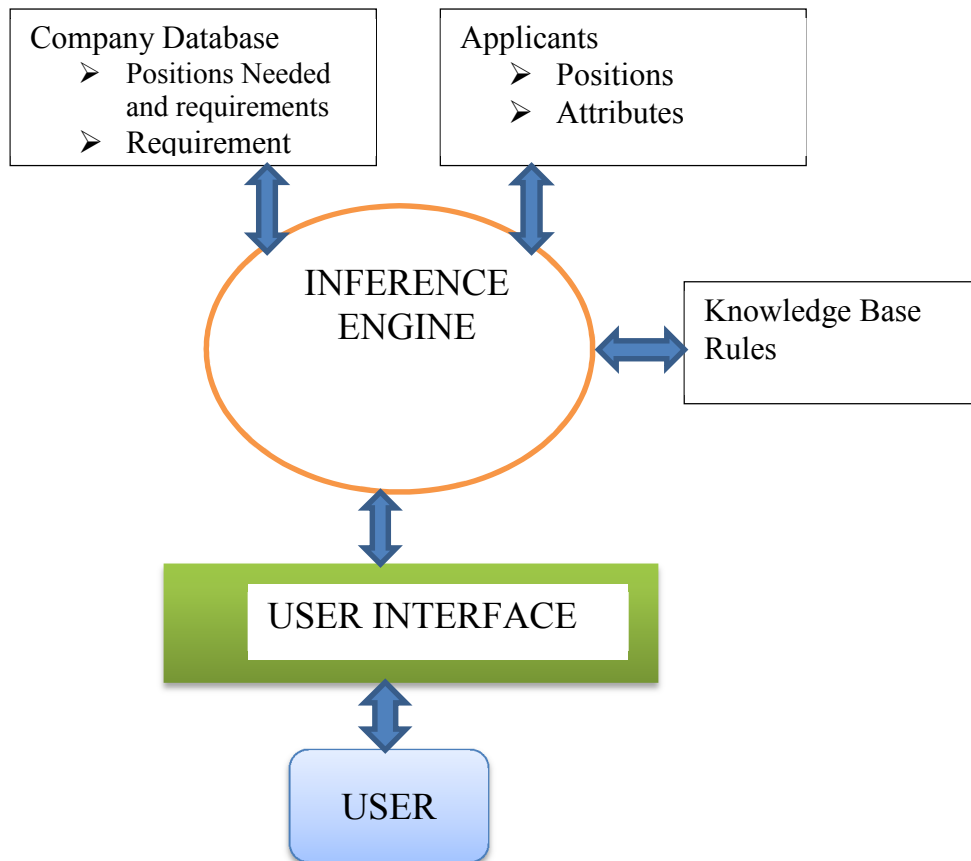 Company Database
➢ Positions Needed
and requirements
➢ Requirement
Applicants
➢ Positions
➢ Attributes
INFERENCE
ENGINE
Knowledge Base
Rules
USER INTERFACE
USER